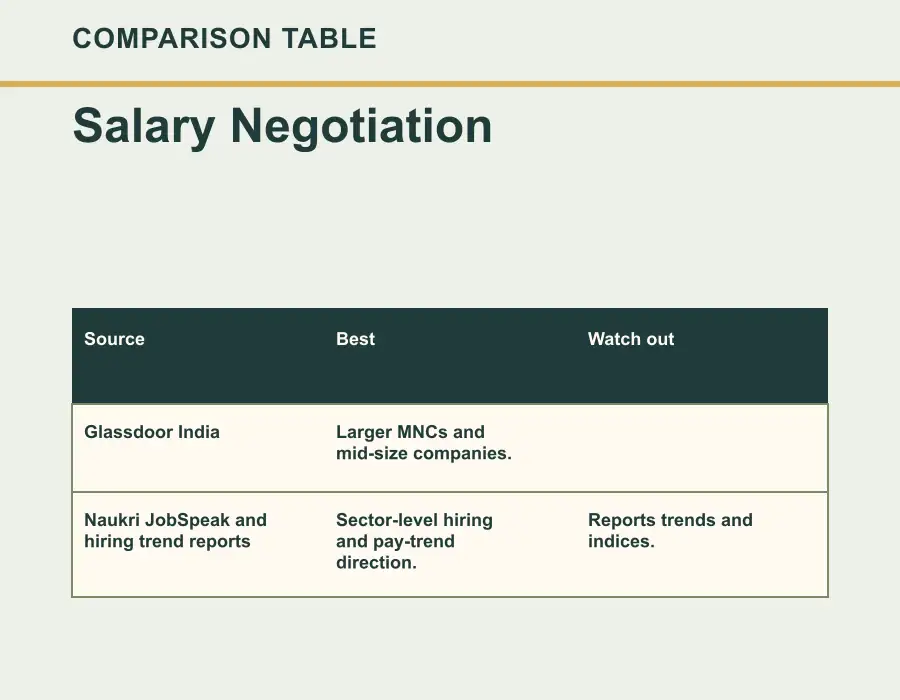 COMPARISON TABLE
Salary Negotiation
Source
Best
Watch out
Glassdoor India
Larger MNCs and
mid-size companies.
Naukri JobSpeak and
hiring trend reports
Sector-level hiring
and pay-trend
direction.
Reports trends and
indices.